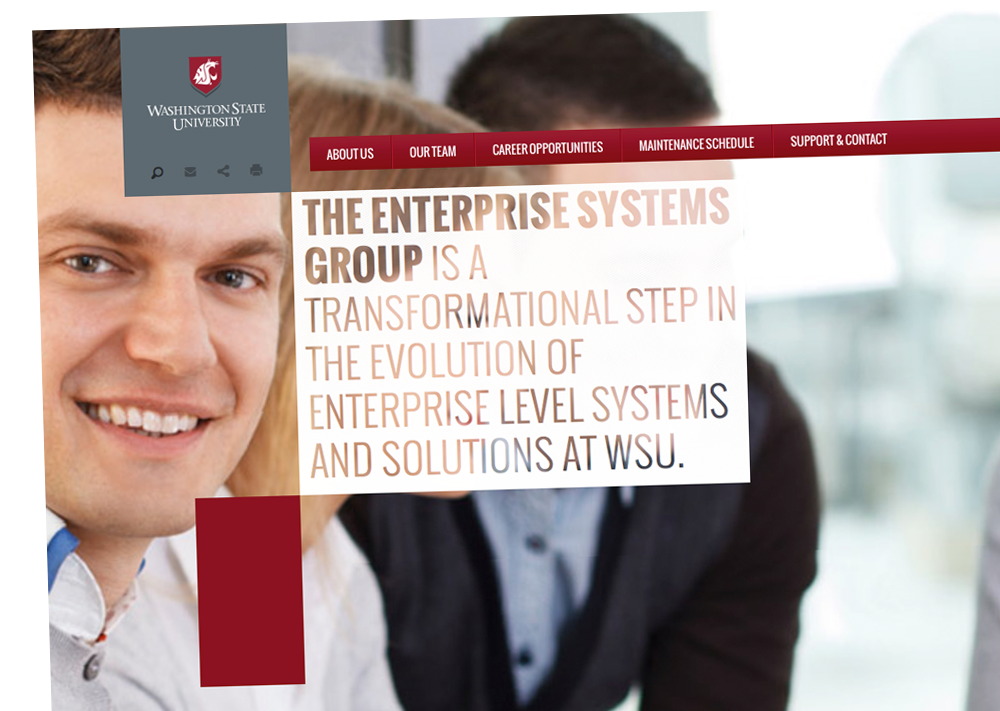 WASHINGTON STATE
UNIVERSITY
ABOUT US
OUR TEAM
CAREER OPPORTUNITIES
MAINTENANCE SCHEDULE
SUPPORT & CONTACT
THE ENTERPRISE SYSTEMS
GROUP IS A
TRANSFORMATIONAL STEP IN
THE EVOLUTION OF
ENTERPRISE LEVEL SYSTEMS
AND SOLUTIONS AT WSU.